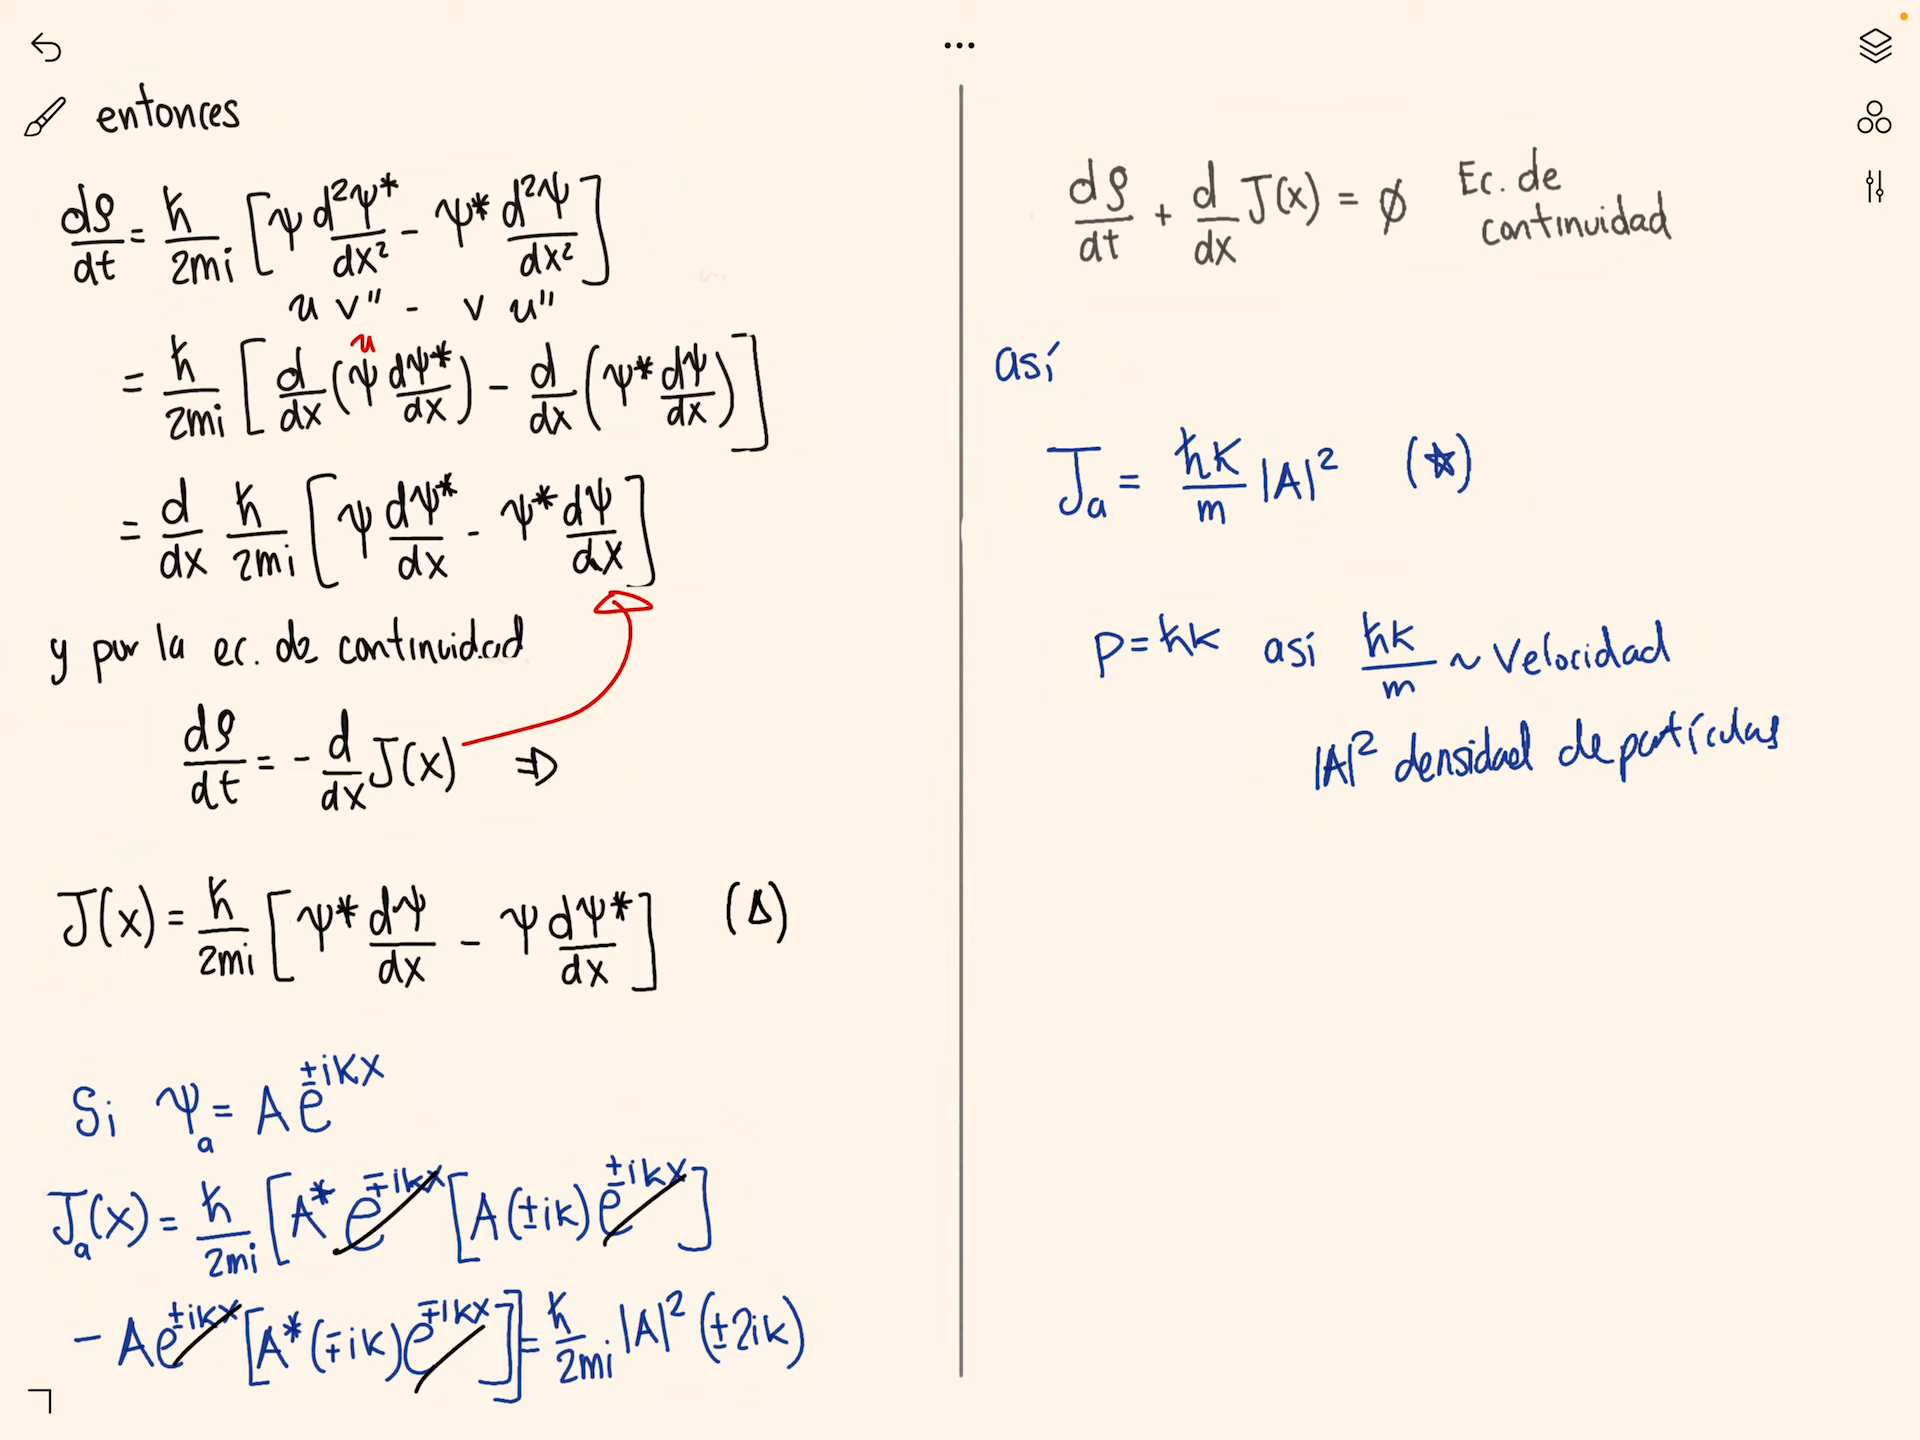 entonces
dρ/dt = ħ/2mi [ψ d²ψ*/dx² - ψ* d²ψ/dx²]
u v'' - v u''
u
= ħ/2mi [d/dx (ψ dψ*/dx) - d/dx (ψ* dψ/dx)]
= d/dx ħ/2mi [ψ dψ*/dx - ψ* dψ/dx]
y por la ec. de continuidad
dρ/dt = - d/dx J(x) ⇒
J(x) = ħ/2mi [ψ* dψ/dx - ψ dψ*/dx] (Δ)
Si ψₐ = A e^{±ikx}
Jₐ(x) = ħ/2mi [A* e^{∓ikx} [A(±ik) e^{±ikx}]
- A e^{±ikx} [A*(∓ik) e^{∓ikx}]] = ħ/2mi |A|² (±2ik)
dρ/dt + d/dx J(x) = ∅ Ec. de
continuidad
así
Jₐ = ħk/m |A|² (☆)
p = ħk así ħk/m ~ Velocidad
|A|² densidad de partículas